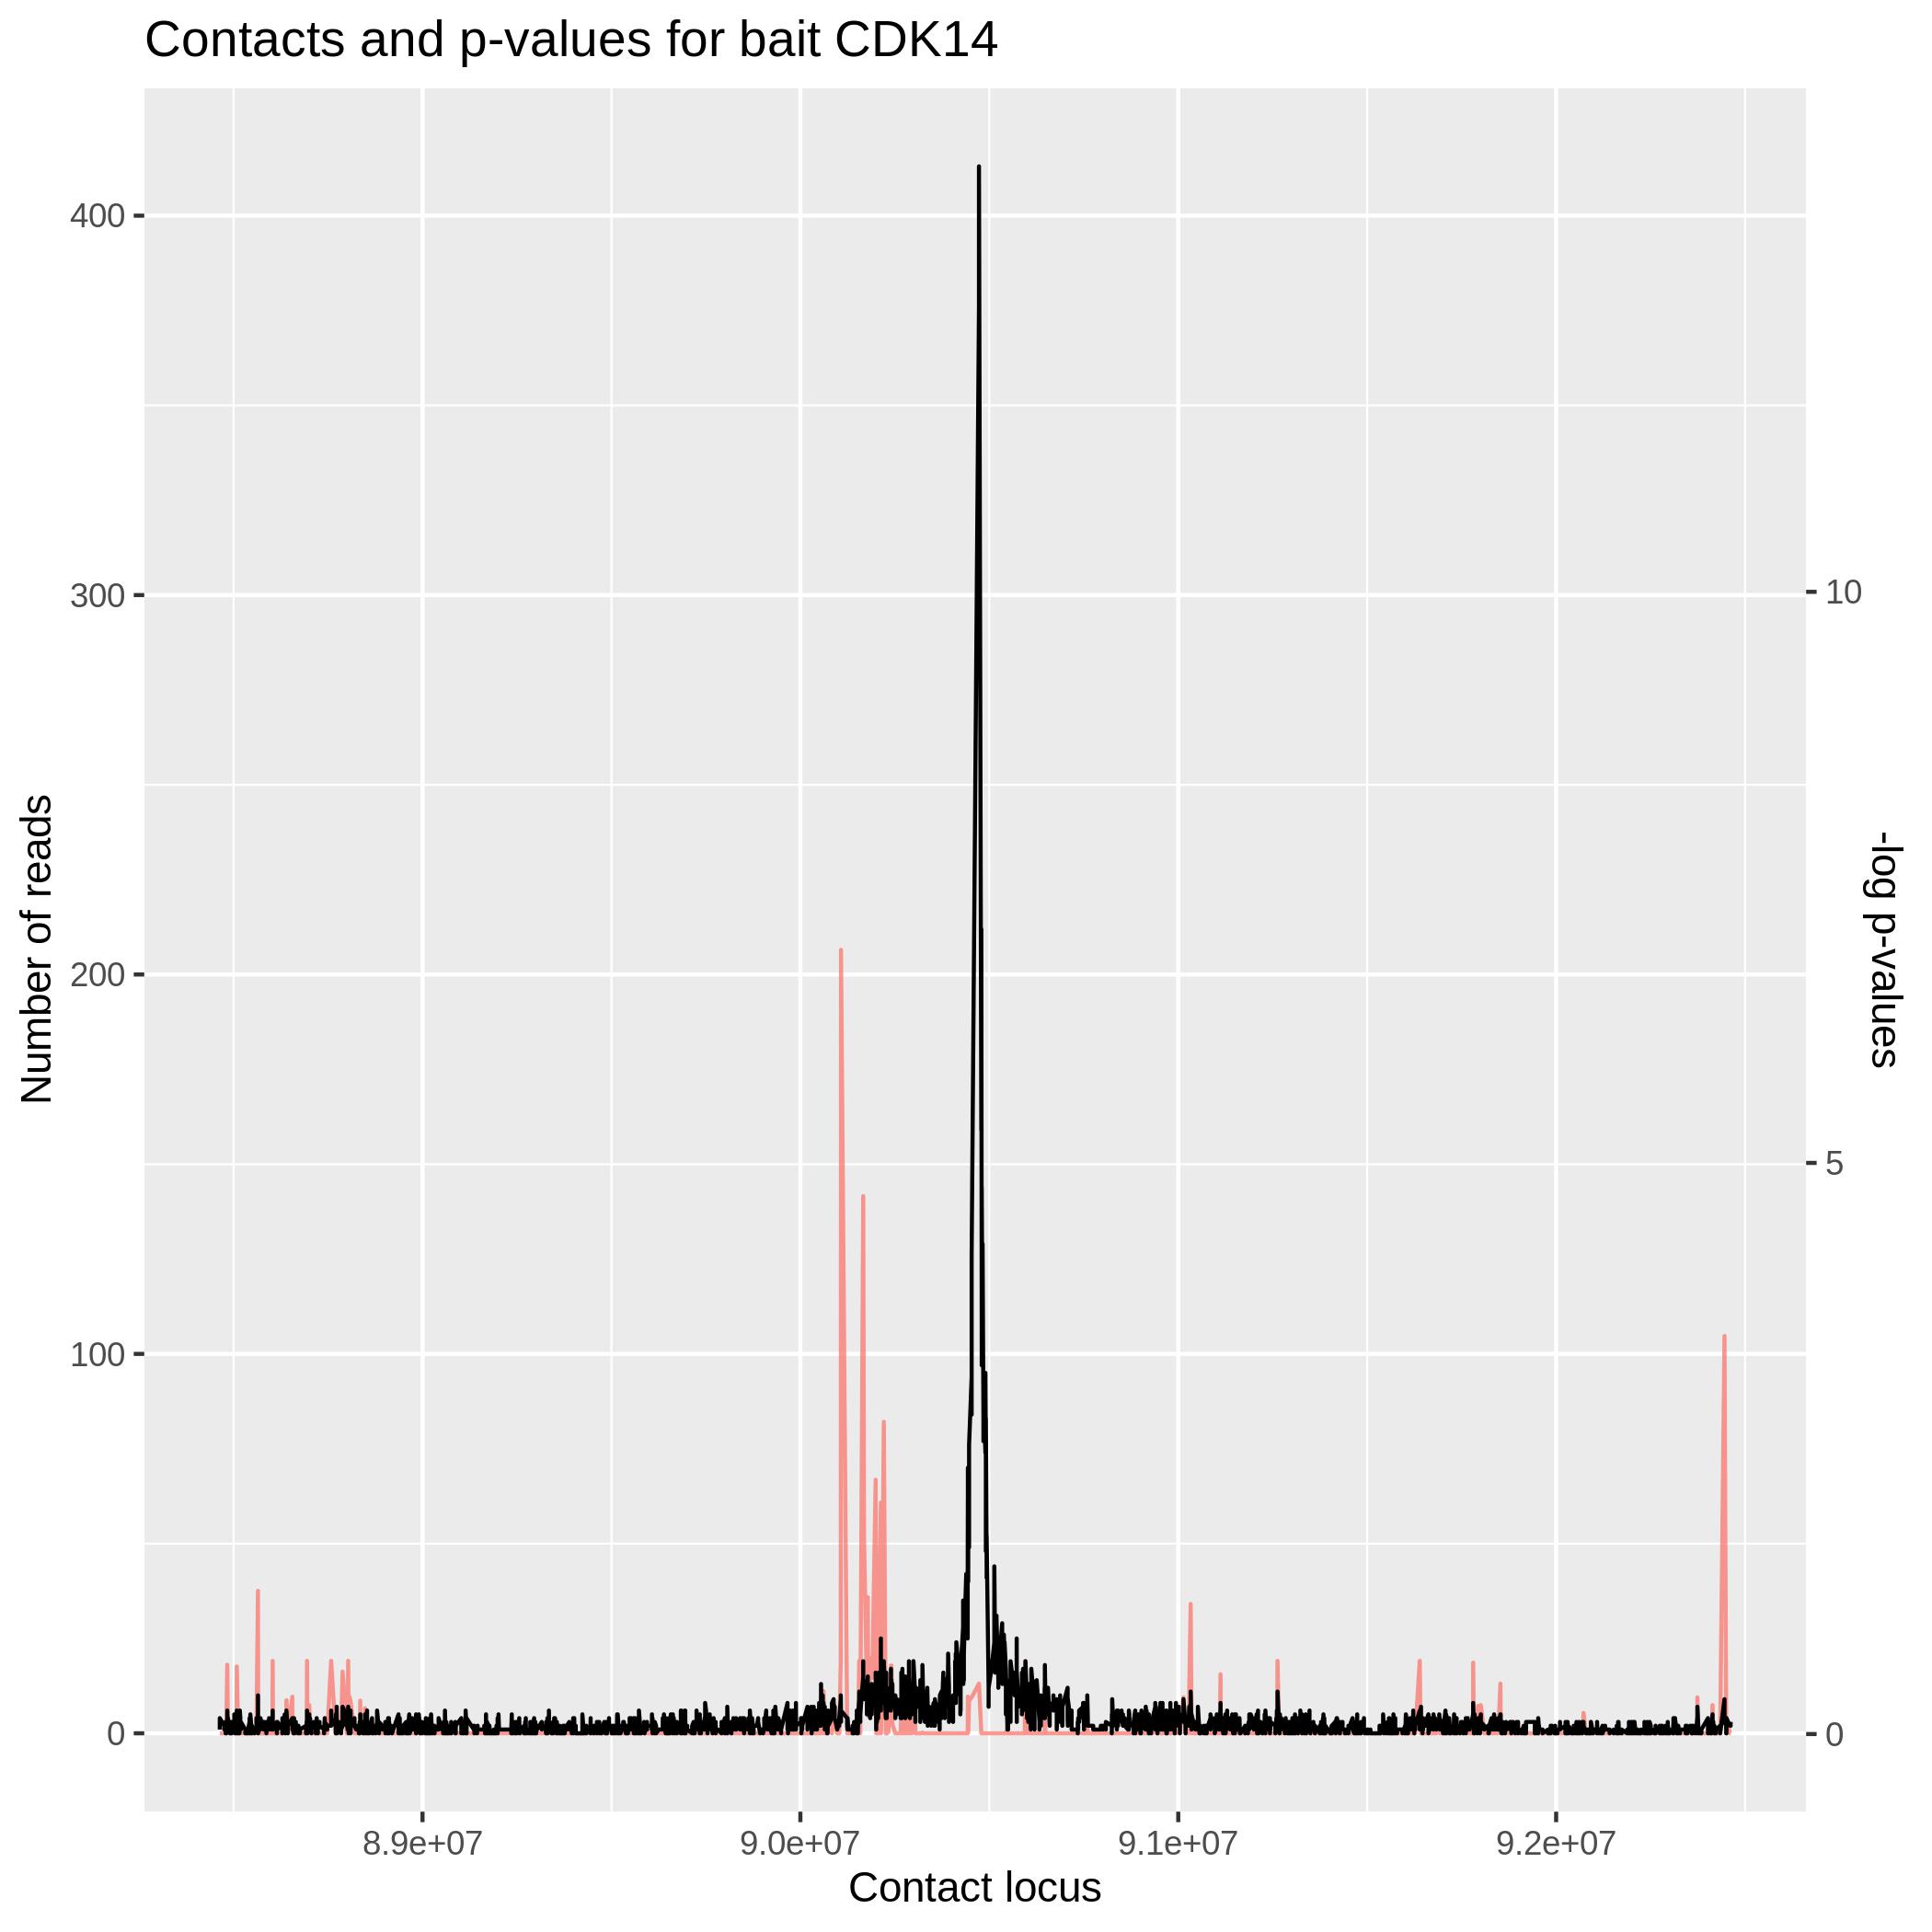 Contacts and p-values for bait CDK14
Number of reads
400
300
200
100
0
10
5
0
-log p-values
8.9e+07
9.0e+07
9.1e+07
9.2e+07
Contact locus